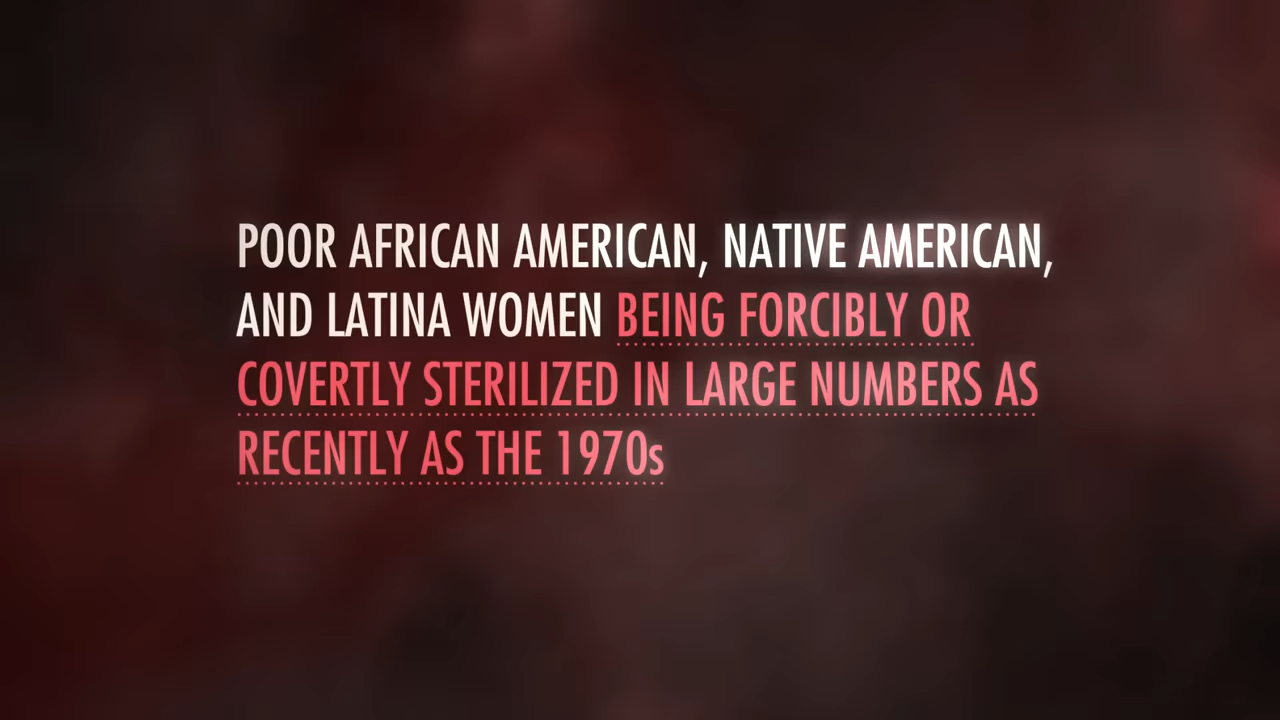 POOR AFRICAN AMERICAN, NATIVE AMERICAN,
AND LATINA WOMEN BEING FORCIBLY OR
COVERTLY STERILIZED IN LARGE NUMBERS AS
RECENTLY AS THE 1970s